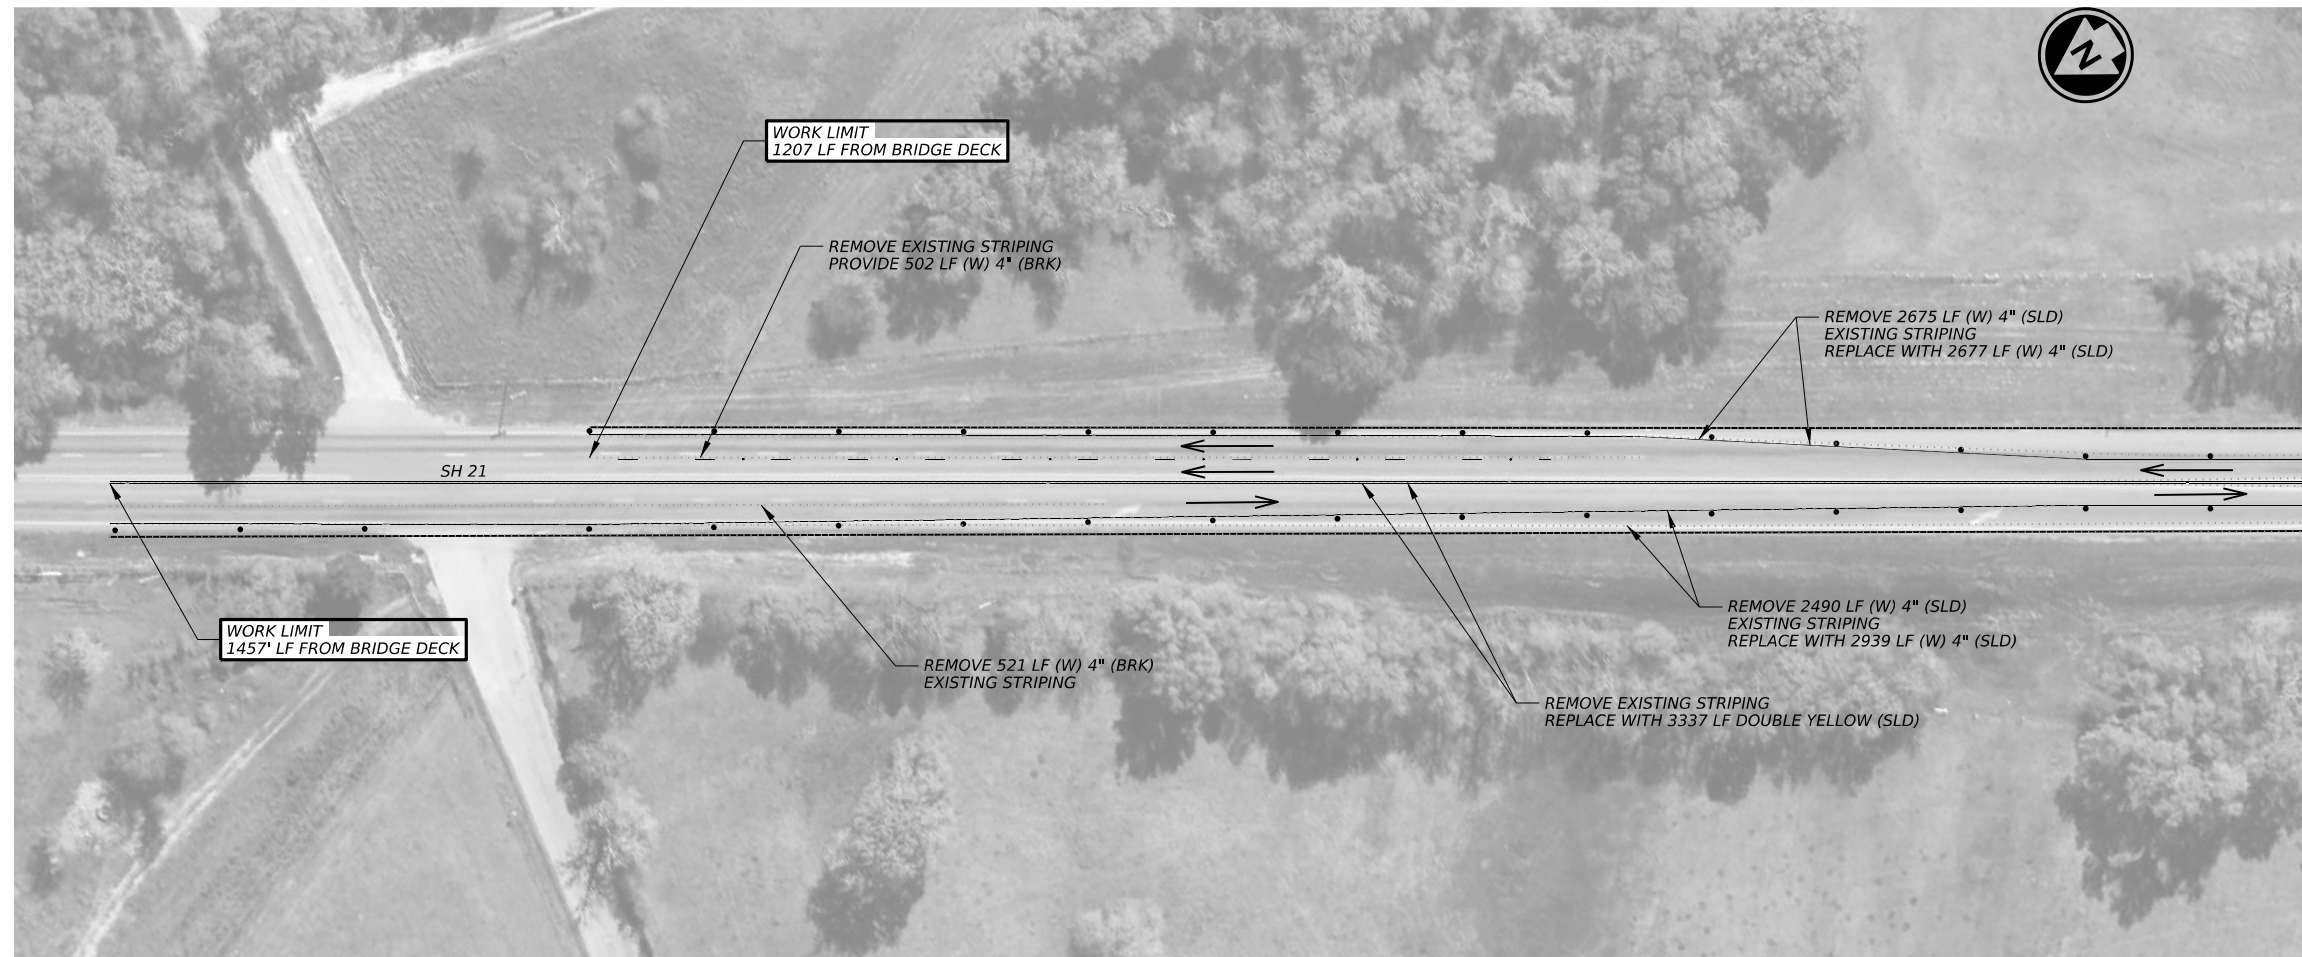 N
WORK LIMIT
1207 LF FROM BRIDGE DECK
REMOVE EXISTING STRIPING
PROVIDE 502 LF (W) 4" (BRK)
REMOVE 2675 LF (W) 4" (SLD)
EXISTING STRIPING
REPLACE WITH 2677 LF (W) 4" (SLD)
SH 21
WORK LIMIT
1457' LF FROM BRIDGE DECK
REMOVE 521 LF (W) 4" (BRK)
EXISTING STRIPING
REMOVE 2490 LF (W) 4" (SLD)
EXISTING STRIPING
REPLACE WITH 2939 LF (W) 4" (SLD)
REMOVE EXISTING STRIPING
REPLACE WITH 3337 LF DOUBLE YELLOW (SLD)